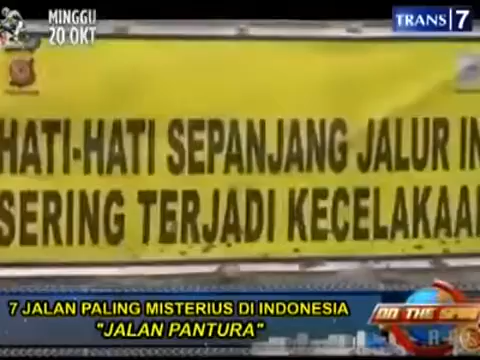 MINGGU
20 OKT
TRANS|7
HATI-HATI SEPANJANG JALUR IN
SERING TERJADI KECELAKAA
7 JALAN PALING MISTERIUS DI INDONESIA
"JALAN PANTURA"
ON THE SPOT